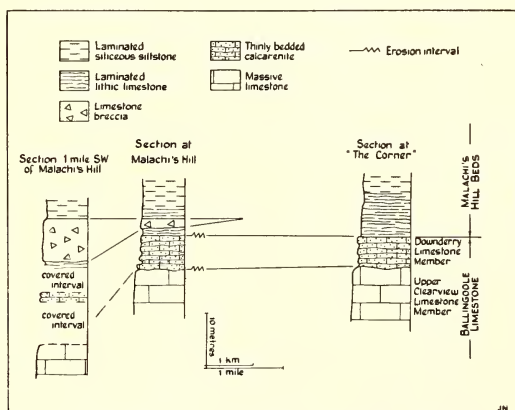 Laminated
siliceous siltstone
Thinly bedded
calcarenite
Erosion interval
Laminated
lithic limestone
Massive
limestone
Limestone
breccia
Section 1 mile SW
of Malachi's Hill
Section at
Malachi's Hill
Section at
"The Corner"
MALACHI'S
HILL BEDS
covered
interval
covered
interval
Downderry
Limestone
Member
Upper
Clearview
Limestone
Member
BALLINGOOLE
LIMESTONE
10 metres
1 km
1 mile
JN